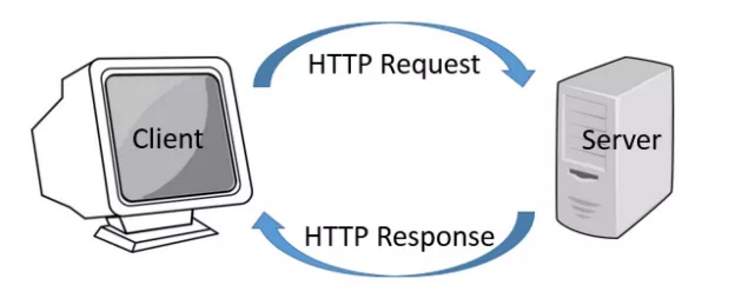 HTTP Request
Client
Server
HTTP Response